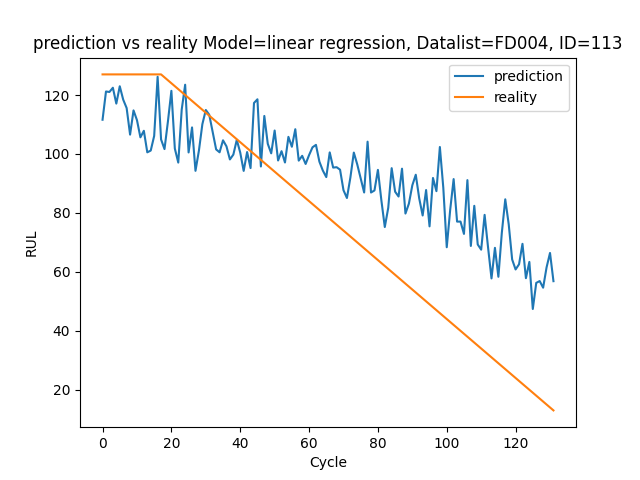 prediction vs reality Model=linear regression, Datalist=FD004, ID=113
prediction
reality
RUL
120
100
80
60
40
20
0 20 40 60 80 100 120
Cycle